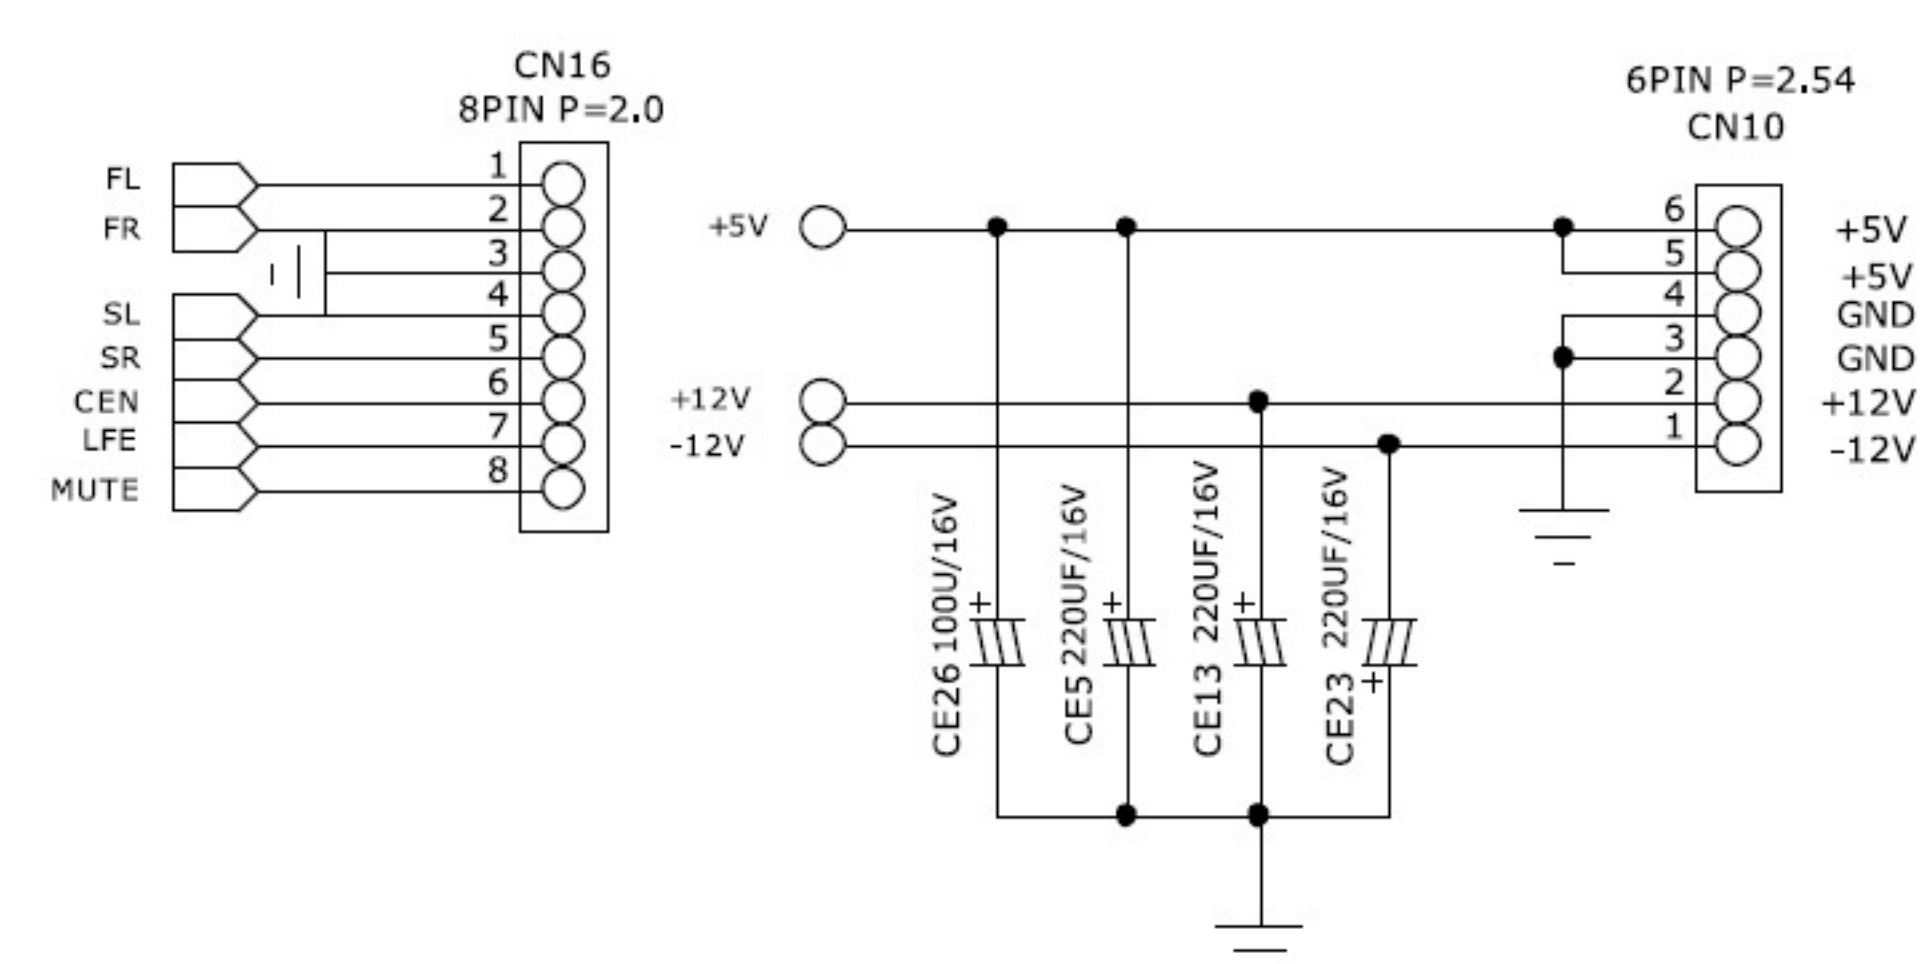 CN16
8PIN P=2.0
FL
FR
SL
SR
CEN
LFE
MUTE
1
2
3
4
5
6
7
8
+5V
+12V
-12V
CE26 100U/16V
+
CE5 220UF/16V
+
CE13 220UF/16V
+
CE23 220UF/16V
+
6PIN P=2.54
CN10
6
5
4
3
2
1
+5V
+5V
GND
GND
+12V
-12V